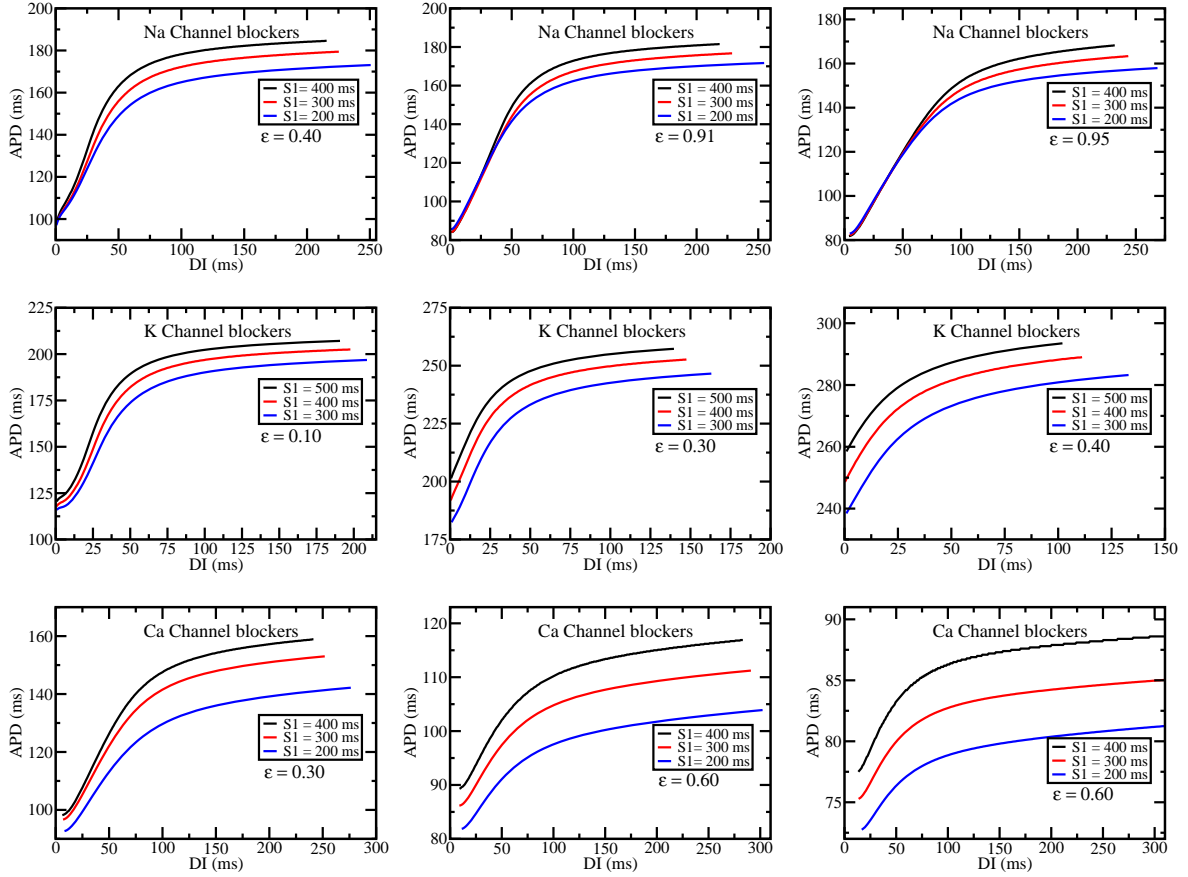 200
180
160
140
120
100
APD (ms)
Na Channel blockers
S1= 400 ms
S1= 300 ms
S1= 200 ms
ε = 0.40
0 50 100 150 200 250
DI (ms)
200
180
160
140
120
100
80
APD (ms)
Na Channel blockers
S1 = 400 ms
S1= 300 ms
S1= 200 ms
ε = 0.91
0 50 100 150 200 250
DI (ms)
180
160
140
120
100
80
APD (ms)
Na Channel blockers
S1 = 400 ms
S1 = 300 ms
S1= 200 ms
ε = 0.95
0 50 100 150 200 250
DI (ms)
225
200
175
150
125
100
APD (ms)
K Channel blockers
S1= 500 ms
S1 = 400 ms
S1 = 300 ms
ε = 0.10
0 25 50 75 100 125 150 175 200
DI (ms)
275
250
225
200
175
APD (ms)
K Channel blockers
S1= 500 ms
S1 = 400 ms
S1 = 300 ms
ε = 0.30
0 25 50 75 100 125 150 175 200
DI (ms)
300
280
260
240
APD (ms)
K Channel blockers
S1= 500 ms
S1 = 400 ms
S1= 300 ms
ε = 0.40
0 25 50 75 100 125 150
DI (ms)
160
140
120
100
APD (ms)
Ca Channel blockers
S1= 400 ms
S1 = 300 ms
S1= 200 ms
ε = 0.30
0 50 100 150 200 250 300
DI (ms)
120
110
100
90
80
APD (ms)
Ca Channel blockers
S1= 400 ms
S1= 300 ms
S1= 200 ms
ε = 0.60
0 50 100 150 200 250 300
DI (ms)
90
85
80
75
APD (ms)
Ca Channel blockers
S1 = 400 ms
S1 = 300 ms
S1 = 200 ms
ε = 0.60
0 50 100 150 200 250 300
DI (ms)